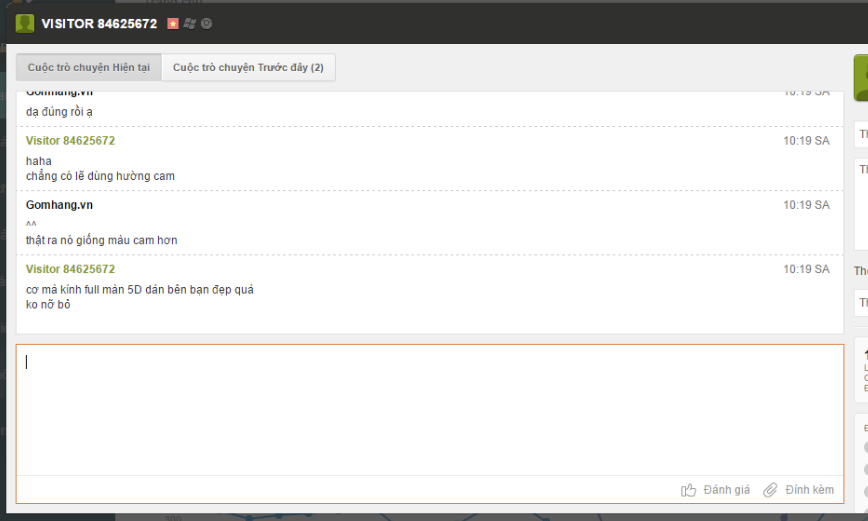 VISITOR 84625672
Cuộc trò chuyện Hiện tại
Cuộc trò chuyện Trước đây (2)
Gomhang.vn
10:19 SA
dạ đúng rồi ạ
Visitor 84625672
10:19 SA
haha
chẳng có lẽ dùng hường cam
Gomhang.vn
10:19 SA
^^
thật ra nó giống màu cam hơn
Visitor 84625672
10:19 SA
cơ mà kính full màn 5D dán bên bạn đẹp quá
ko nỡ bỏ
Đánh giá
Đính kèm